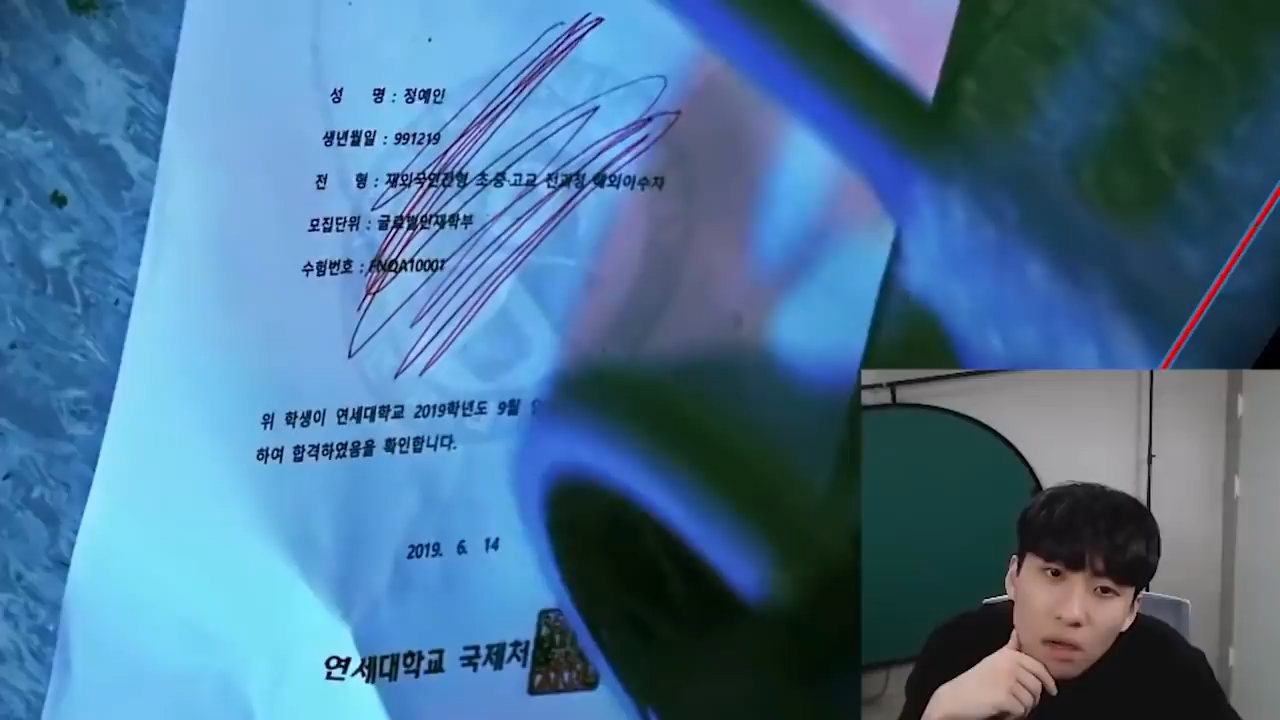 성 명 : 정예인
생년월일 : 991219
전 형 : 재외국민전형 초·중·고교 전과정 해외이수자
모집단위 : 글로벌인재학부
수험번호 : FNQA10001
위 학생이 연세대학교 2019학년도 9월
하여 합격하였음을 확인합니다.
2019. 6. 14
연세대학교 국제처